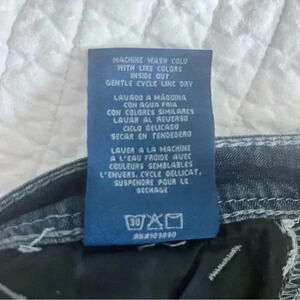 MACHINE WASH COLD
WITH LIKE COLORS
INSIDE OUT
GENTLE CYCLE LINE DRY
LAVADO A MÁQUINA
CON AGUA FRIA
CON COLORES SIMILARES
LAVAR AL REVERSO
CICLO DELICADO
SECAR EN TENDEDERO
LAVER A LA MACHINE
A L'EAU FROIDE AVEC
COULEURS SEMBLABLES
L'ENVERS, CYCLE DELICAT,
SUSPENDRE POUR LE
SECHAGE
30